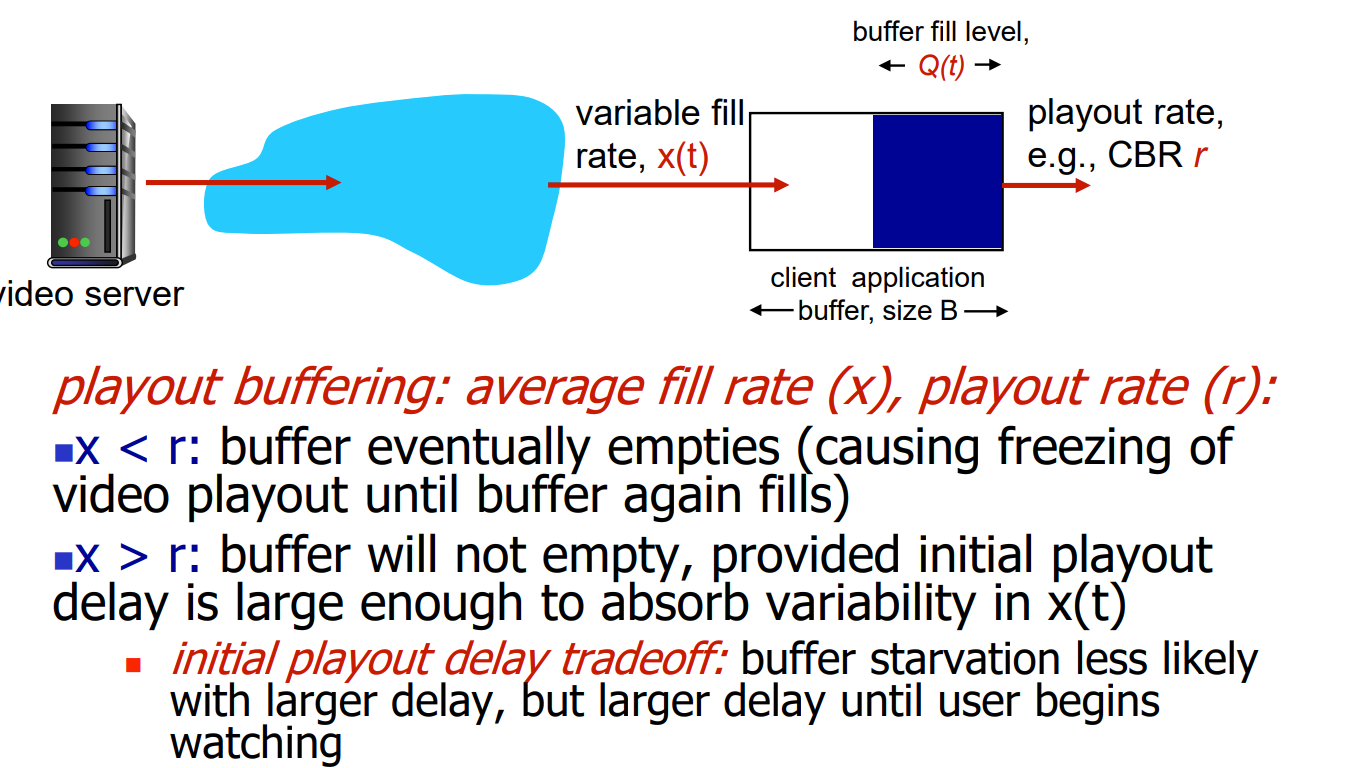 buffer fill level,
Q(t)
variable fill
rate, x(t)
playout rate,
e.g., CBR r
client application
buffer, size B
video server
playout buffering: average fill rate (x), playout rate (r):
x < r: buffer eventually empties (causing freezing of
video playout until buffer again fills)
x > r: buffer will not empty, provided initial playout
delay is large enough to absorb variability in x(t)
initial playout delay tradeoff: buffer starvation less likely
with larger delay, but larger delay until user begins
watching